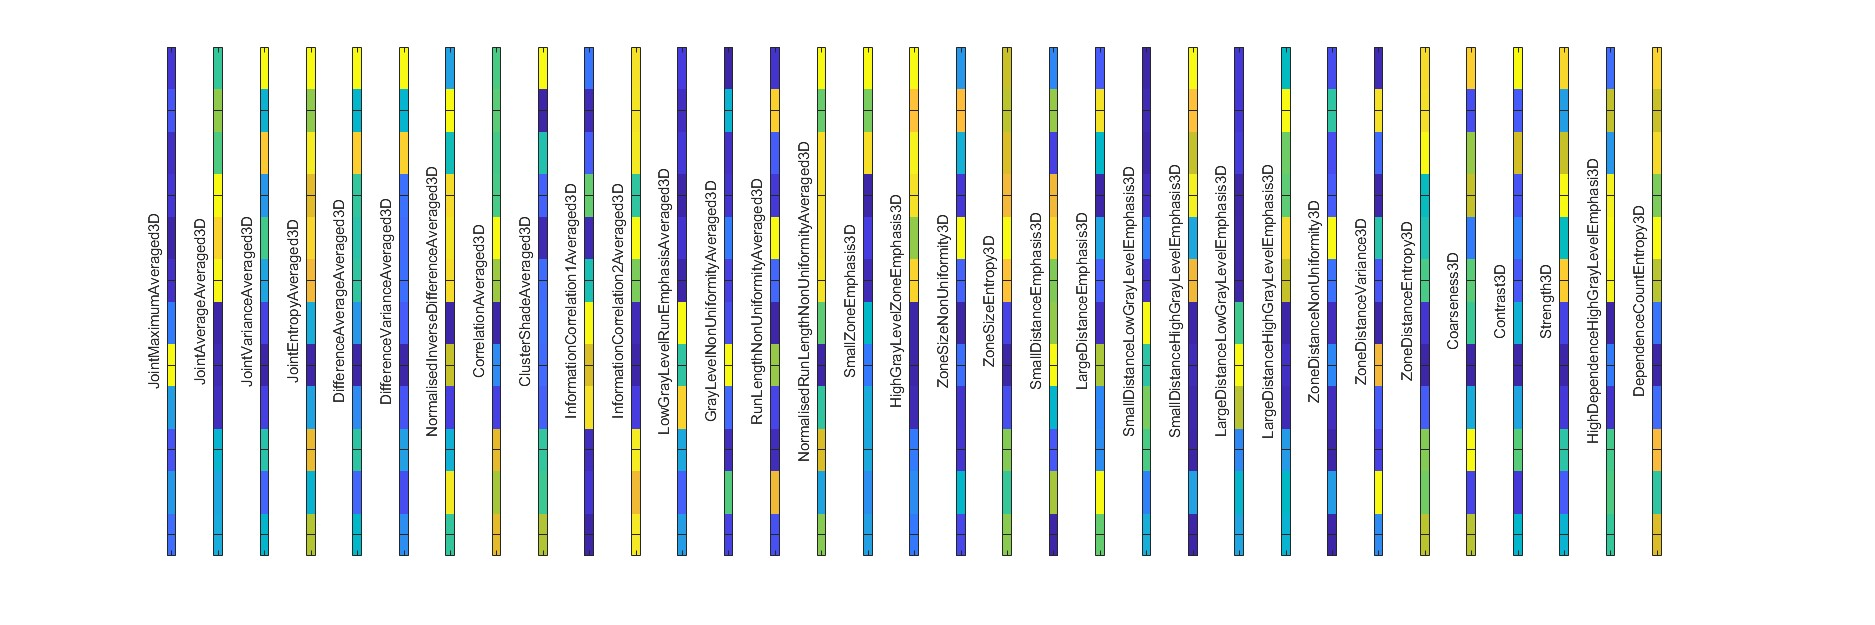 JointMaximumAveraged3D
JointAverageAveraged3D
JointVarianceAveraged3D
JointEntropyAveraged3D
DifferenceAverageAveraged3D
DifferenceVarianceAveraged3D
NormalisedInverseDifferenceAveraged3D
CorrelationAveraged3D
ClusterShadeAveraged3D
InformationCorrelation1Averaged3D
InformationCorrelation2Averaged3D
LowGrayLevelRunEmphasisAveraged3D
GrayLevelNonUniformityAveraged3D
RunLengthNonUniformityAveraged3D
NormalisedRunLengthNonUniformityAveraged3D
SmallZoneEmphasis3D
HighGrayLevelZoneEmphasis3D
ZoneSizeNonUniformity3D
ZoneSizeEntropy3D
SmallDistanceEmphasis3D
LargeDistanceEmphasis3D
SmallDistanceLowGrayLevelEmphasis3D
SmallDistanceHighGrayLevelEmphasis3D
LargeDistanceLowGrayLevelEmphasis3D
LargeDistanceHighGrayLevelEmphasis3D
ZoneDistanceNonUniformity3D
ZoneDistanceVariance3D
ZoneDistanceEntropy3D
Coarseness3D
Contrast3D
Strength3D
HighDependenceHighGrayLevelEmphasi3D
DependenceCountEntropy3D